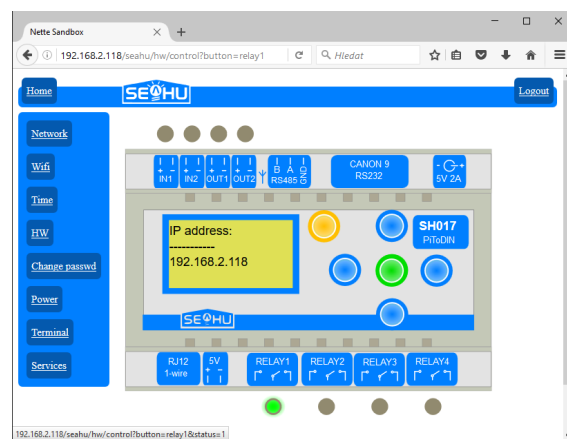 Nette Sandbox
192.168.2.118/seahu/hw/control?button=relay1
Hledat
Home
SEHU
Logout
Network
Wifi
Time
HW
Change passwd
Power
Terminal
Services
+ -
IN1
+ -
IN2
+ -
OUT1
+ -
OUT2
B A GND
RS485
CANON 9
RS232
- +
5V 2A
IP address:
-----------
192.168.2.118
SH017
PiToDIN
SEHU
RJ12
1-wire
5V
+ -
RELAY1
RELAY2
RELAY3
RELAY4
192.168.2.118/seahu/hw/control?button=relay1&status=1